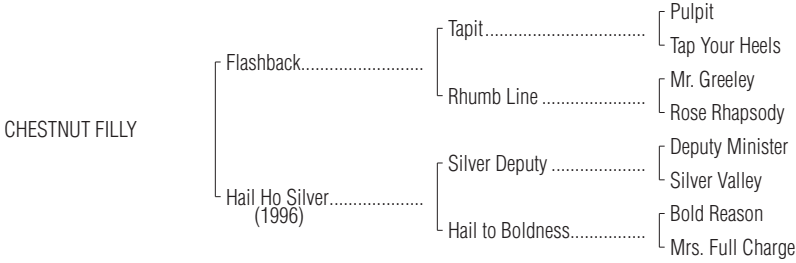 Pulpit
Tapit................................
Tap Your Heels
Flashback........................
Mr. Greeley
Rhumb Line .....................
Rose Rhapsody
CHESTNUT FILLY
Deputy Minister
Silver Deputy ...................
Silver Valley
Hail Ho Silver...................
(1996)
Bold Reason
Hail to Boldness...............
Mrs. Full Charge